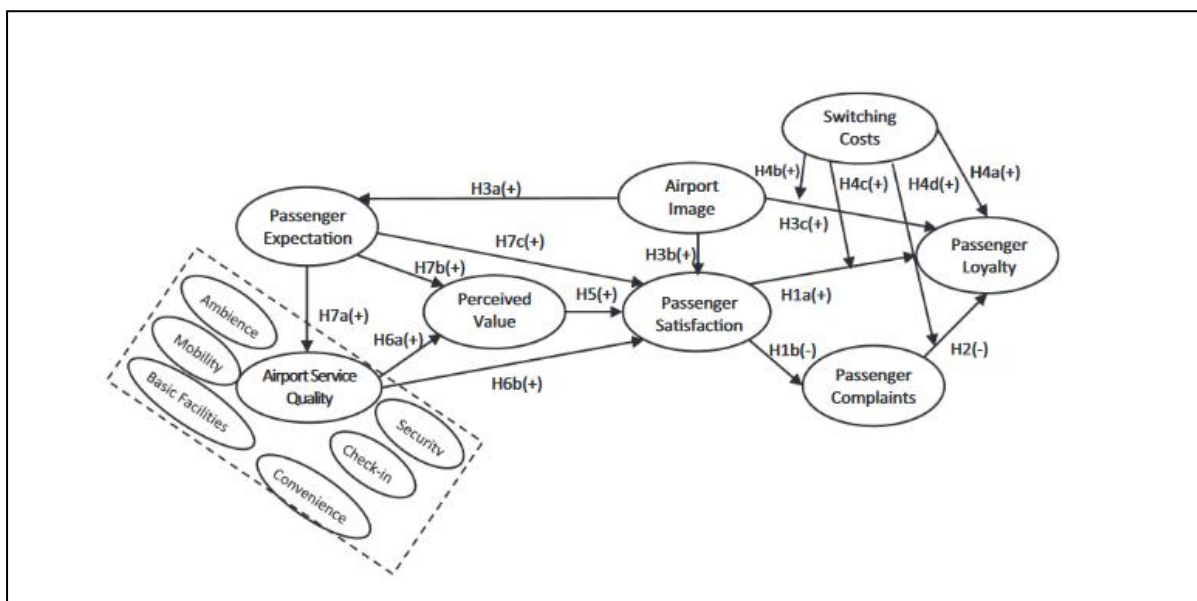 Switching
Costs
H4b(+)
H4c(+)
H4d(+)
H4a(+)
Airport
Image
H3a(+)
H3c(+)
Passenger
Expectation
H7c(+)
H3b(+)
Passenger
Loyalty
H7b(+)
Perceived
Value
H5(+)
Passenger
Satisfaction
H1a(+)
Ambience
H7a(+)
Mobility
H6a(+)
H1b(-)
H2(-)
Airport Service
Quality
H6b(+)
Passenger
Complaints
Basic Facilities
Security
Check-in
Convenience